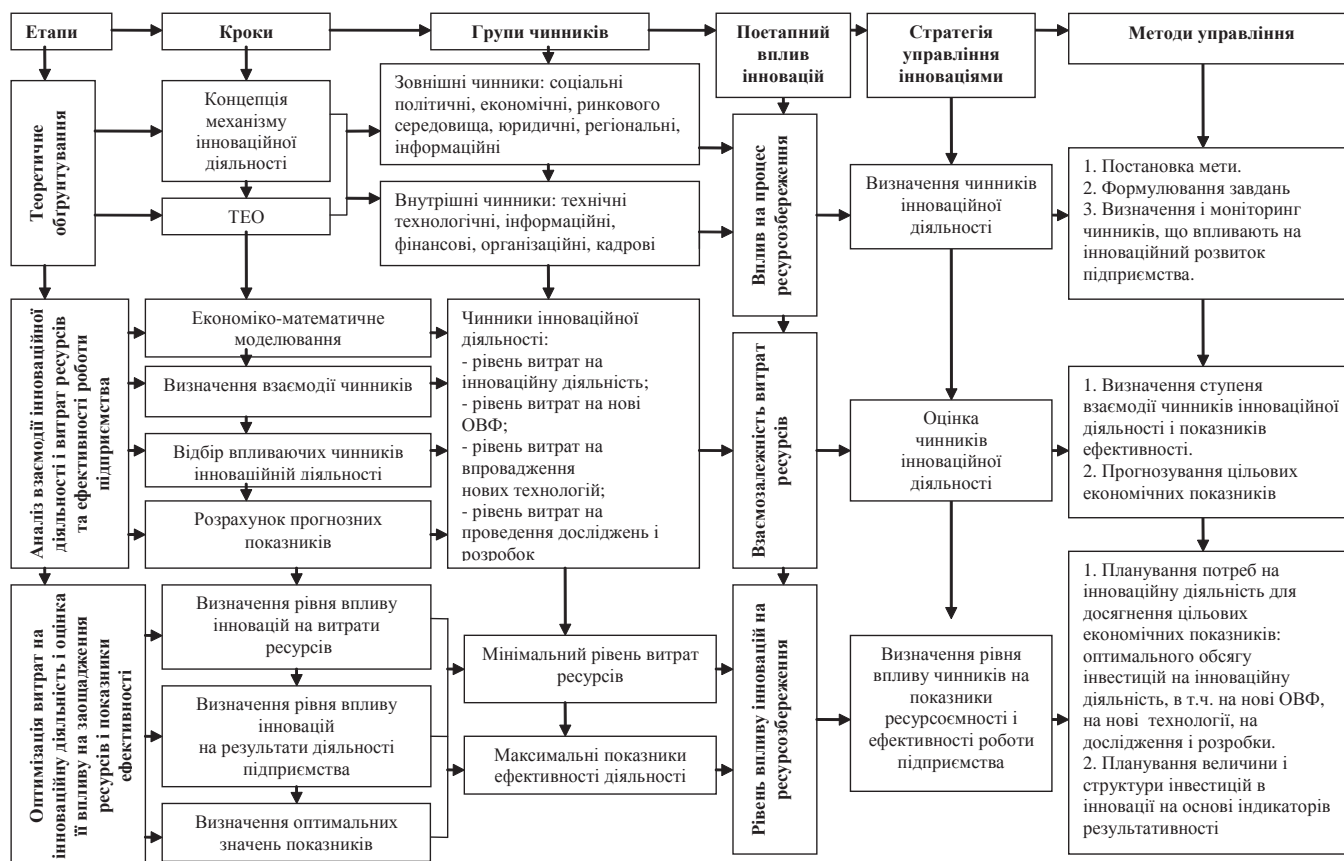 Етапи
Кроки
Групи чинників
Поетапний
вплив
інновацій
Стратегія
управління
інноваціями
Методи управління
Теоретичне
обґрунтування
Концепція
механізму
інноваційної
діяльності
ТЕО
Зовнішні чинники: соціальні
політичні, економічні, ринкового
середовища, юридичні, регіональні,
інформаційні
Внутрішні чинники: технічні
технологічні, інформаційні,
фінансові, організаційні, кадрові
Вплив на процес
ресурсозбереження
Визначення чинників
інноваційної
діяльності
1. Постановка мети.
2. Формулювання завдань
3. Визначення і моніторинг
чинників, що впливають на
інноваційний розвиток
підприємства.
Аналіз взаємодії інноваційної
діяльності і витрат ресурсів
та ефективності роботи
підприємства
Економіко-математичне
моделювання
Визначення взаємодії чинників
Відбір впливаючих чинників
інноваційній діяльності
Розрахунок прогнозних
показників
Чинники інноваційної
діяльності:
- рівень витрат на
інноваційну діяльність;
- рівень витрат на нові
ОВФ;
- рівень витрат на
впровадження
нових технологій;
- рівень витрат на
проведення досліджень і
розробок
Взаємозалежність витрат
ресурсів
Оцінка
чинників
інноваційної
діяльності
1. Визначення ступеня
взаємодії чинників інноваційної
діяльності і показників
ефективності.
2. Прогнозування цільових
економічних показників
Оптимізація витрат на
інноваційну діяльність і оцінка
її впливу на заощадження
ресурсів і показники
ефективності
Визначення рівня впливу
інновацій на витрати
ресурсів
Визначення рівня впливу
інновацій
на результати діяльності
підприємства
Визначення оптимальних
значень показників
Мінімальний рівень витрат
ресурсів
Максимальні показники
ефективності діяльності
Рівень впливу інновацій на
ресурсозбереження
Визначення рівня
впливу чинників на
показники
ресурсоємності і
ефективності роботи
підприємства
1. Планування потреб на
інноваційну діяльність для
досягнення цільових
економічних показників:
оптимального обсягу
інвестицій на інноваційну
діяльність, в т.ч. на нові ОВФ,
на нові технології, на
дослідження і розробки.
2. Планування величини і
структури інвестицій в
інновації на основі індикаторів
результативності